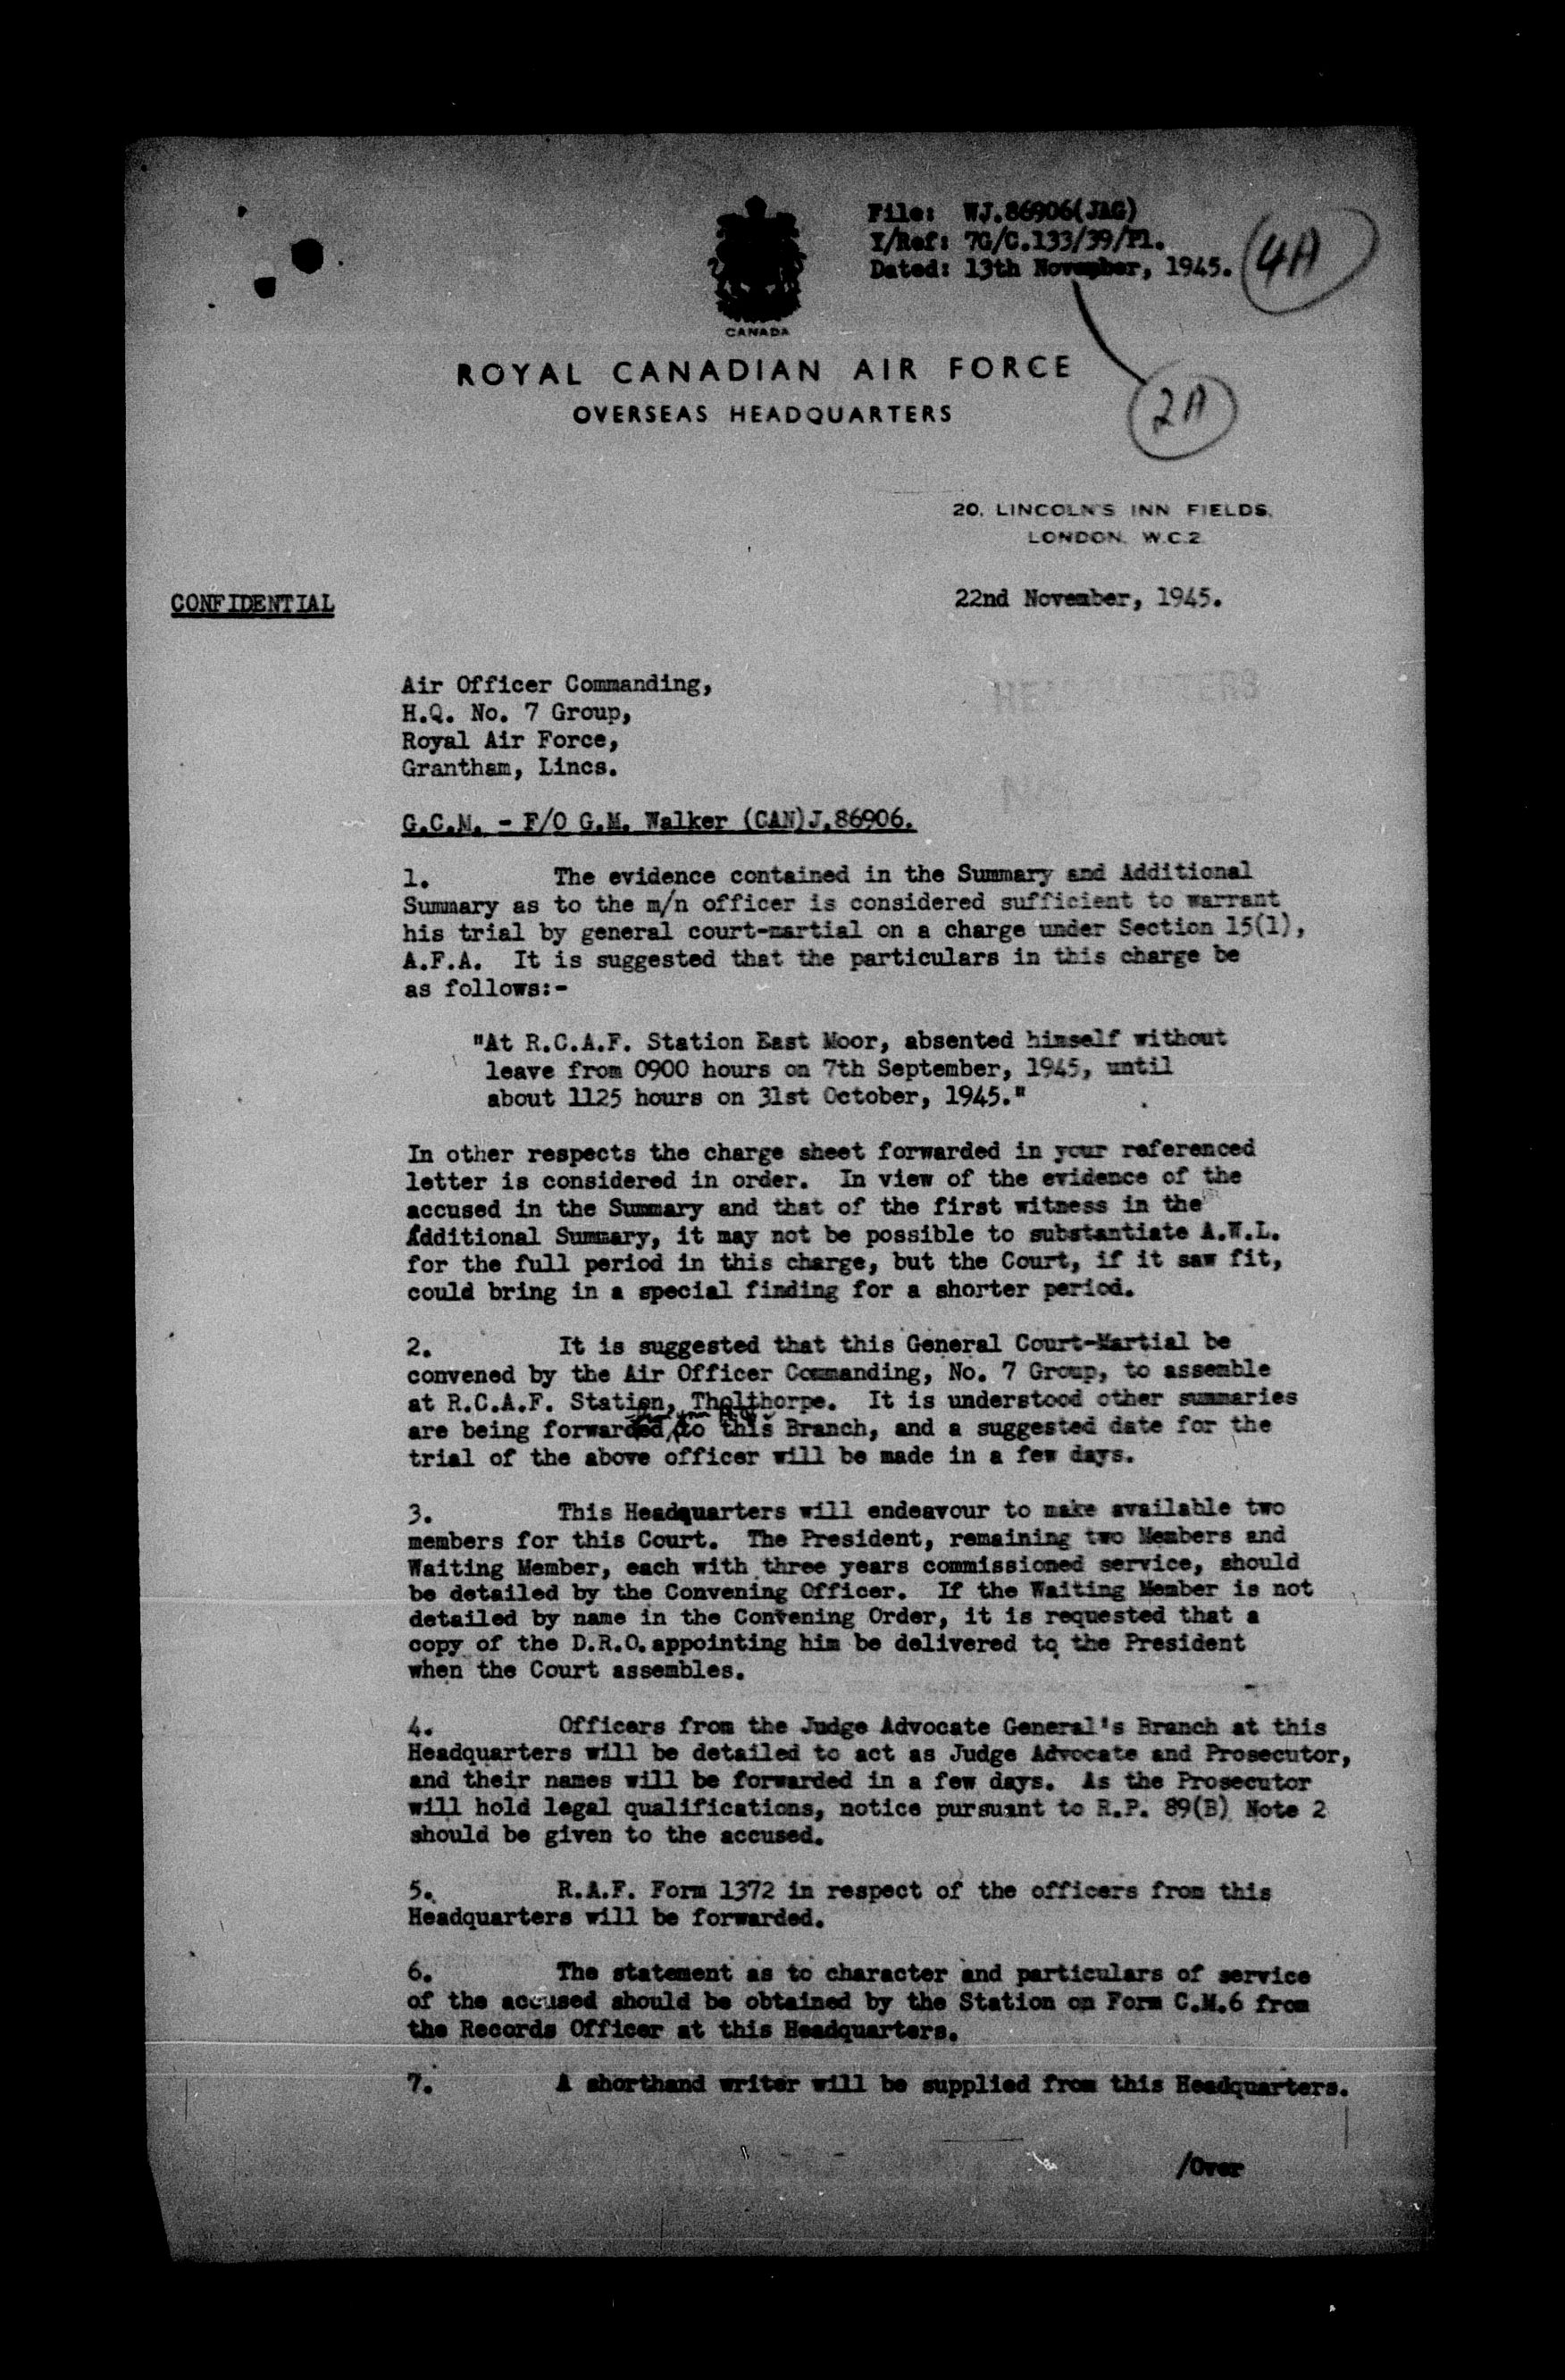 File: WJ.86906(JAG)
Y/Ref: 7G/C.133/39/P1.
Dated: 13th November, 1945.
4A
CANADA
ROYAL CANADIAN AIR FORCE
2A
OVERSEAS HEADQUARTERS
20, LINCOLN'S INN FIELDS,
LONDON. W.C.2
CONFIDENTIAL
22nd November, 1945.
Air Officer Commanding,
H.Q. No. 7 Group,
Royal Air Force,
Grantham, Lincs.
G.C.M. - F/O G.M. Walker (CAN)J.86906.
1. The evidence contained in the Summary and Additional
Summary as to the m/n officer is considered sufficient to warrant
his trial by general court-martial on a charge under Section 15(1),
A.F.A. It is suggested that the particulars in this charge be
as follows:-
"At R.C.A.F. Station East Moor, absented himself without
leave from 0900 hours on 7th September, 1945, until
about 1125 hours on 31st October, 1945."
In other respects the charge sheet forwarded in your referenced
letter is considered in order. In view of the evidence of the
accused in the Summary and that of the first witness in the
Additional Summary, it may not be possible to substantiate A.W.L.
for the full period in this charge, but the Court, if it saw fit,
could bring in a special finding for a shorter period.
2. It is suggested that this General Court-Martial be
convened by the Air Officer Commanding, No. 7 Group, to assemble
at R.C.A.F. Station, Tholthorpe. It is understood other summaries
are being forwarded to this Branch, and a suggested date for the
trial of the above officer will be made in a few days.
3. This Headquarters will endeavour to make available two
members for this Court. The President, remaining two Members and
Waiting Member, each with three years commissioned service, should
be detailed by the Convening Officer. If the Waiting Member is not
detailed by name in the Convening Order, it is requested that a
copy of the D.R.O. appointing him be delivered to the President
when the Court assembles.
4. Officers from the Judge Advocate General's Branch at this
Headquarters will be detailed to act as Judge Advocate and Prosecutor,
and their names will be forwarded in a few days. As the Prosecutor
will hold legal qualifications, notice pursuant to R.P. 89(B) Note 2
should be given to the accused.
5. R.A.F. Form 1372 in respect of the officers from this
Headquarters will be forwarded.
6. The statement as to character and particulars of service
of the accused should be obtained by the Station on Form C.M.6 from
the Records Officer at this Headquarters.
7. A shorthand writer will be supplied from this Headquarters.
/Over